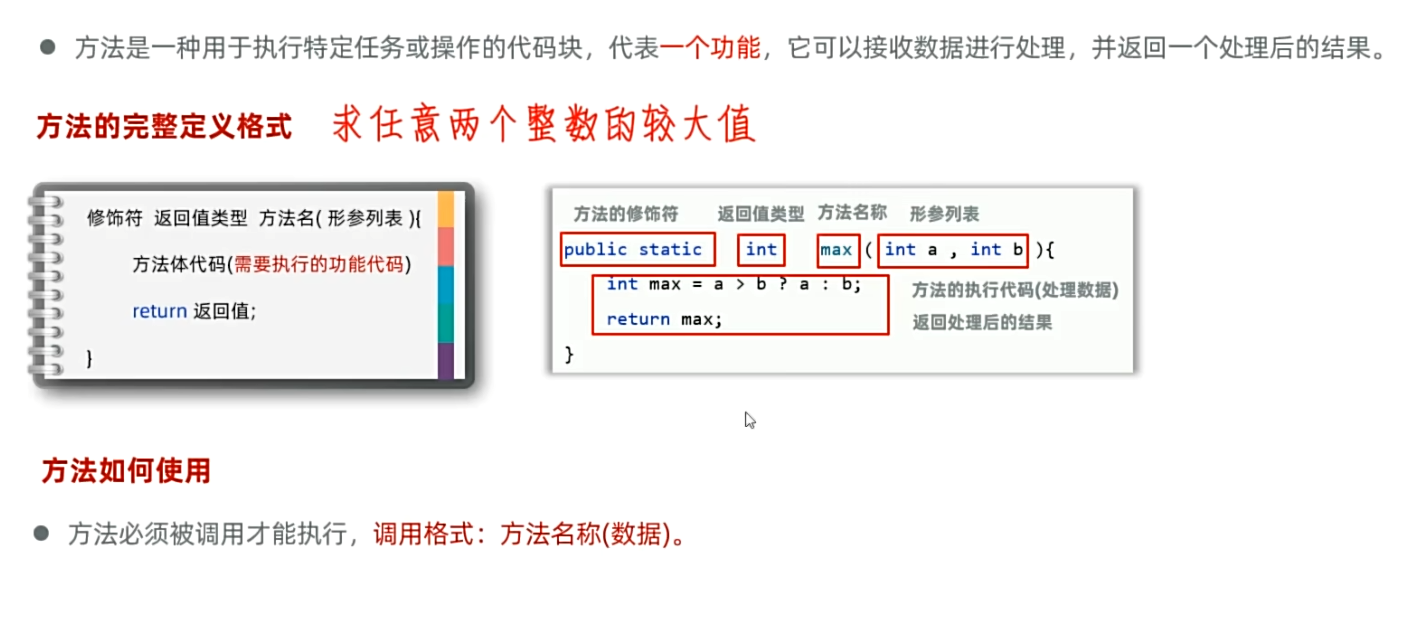 方法是一种用于执行特定任务或操作的代码块，代表一个功能，它可以接收数据进行处理，并返回一个处理后的结果。
方法的完整定义格式 求任意两个整数的较大值
修饰符 返回值类型 方法名( 形参列表 ){
方法体代码(需要执行的功能代码)
return 返回值;
}
方法的修饰符 返回值类型 方法名称 形参列表
public static int max ( int a , int b ){
int max = a > b ? a : b; 方法的执行代码(处理数据)
return max; 返回处理后的结果
}
方法如何使用
方法必须被调用才能执行，调用格式：方法名称(数据)。